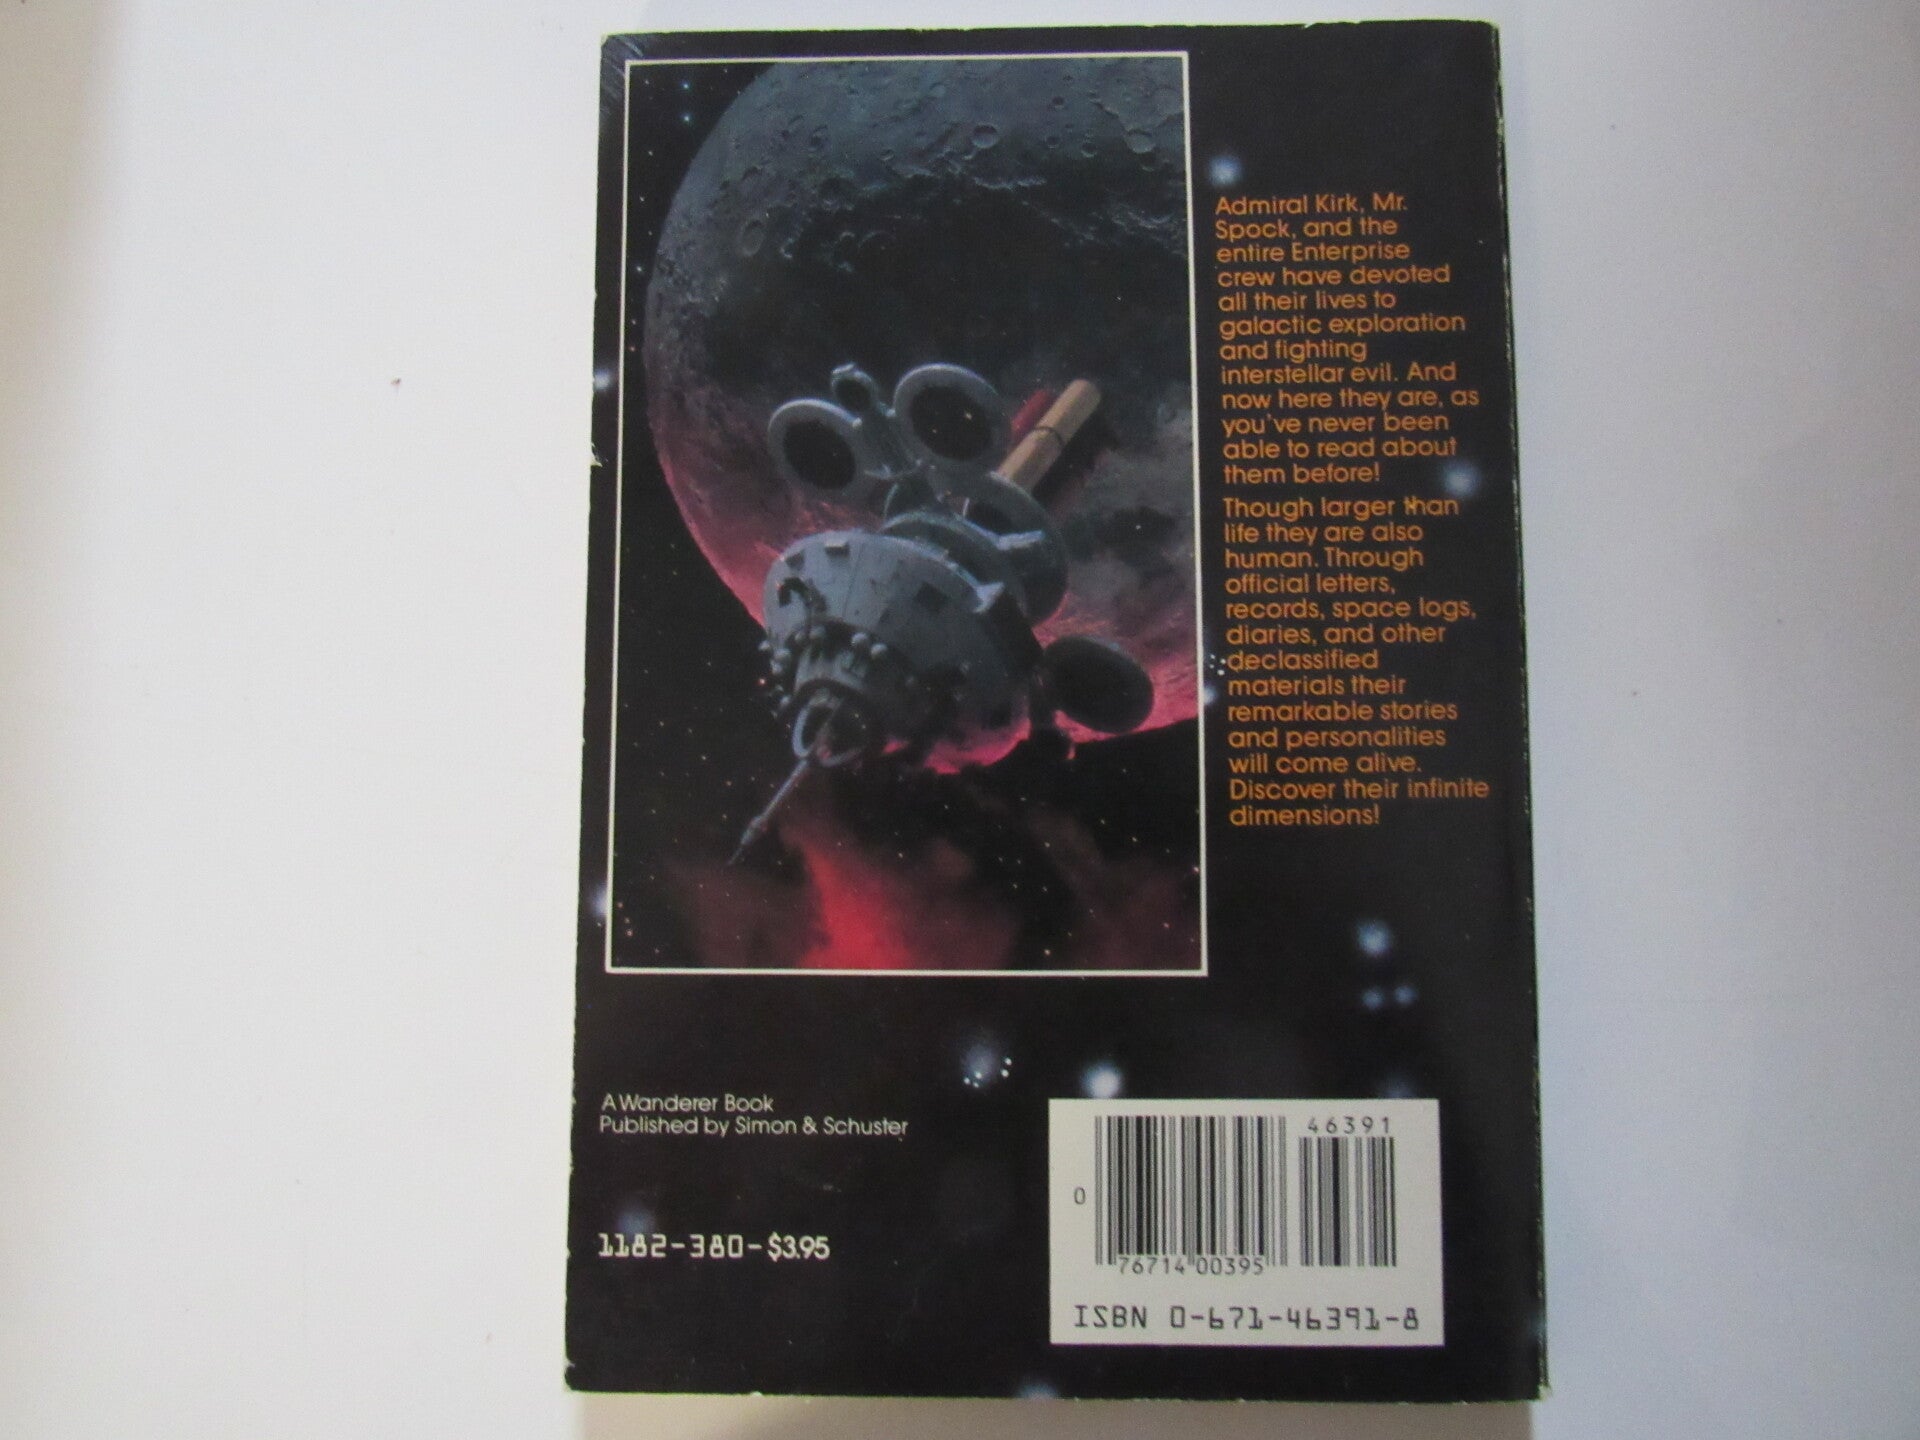 Admiral Kirk, Mr.
Spock, and the
entire Enterprise
crew have devoted
all their lives to
galactic exploration
and fighting
interstellar evil. And
now here they are, as
you've never been
able to read about
them before!
Though larger than
life they are also
human. Through
official letters,
records, space logs,
diaries, and other
declassified
materials their
remarkable stories
and personalities
will come alive.
Discover their infinite
dimensions!
A Wanderer Book
Published by Simon & Schuster
1182-380-$3.95
46391
0
76714 00395
ISBN 0-671-46391-8